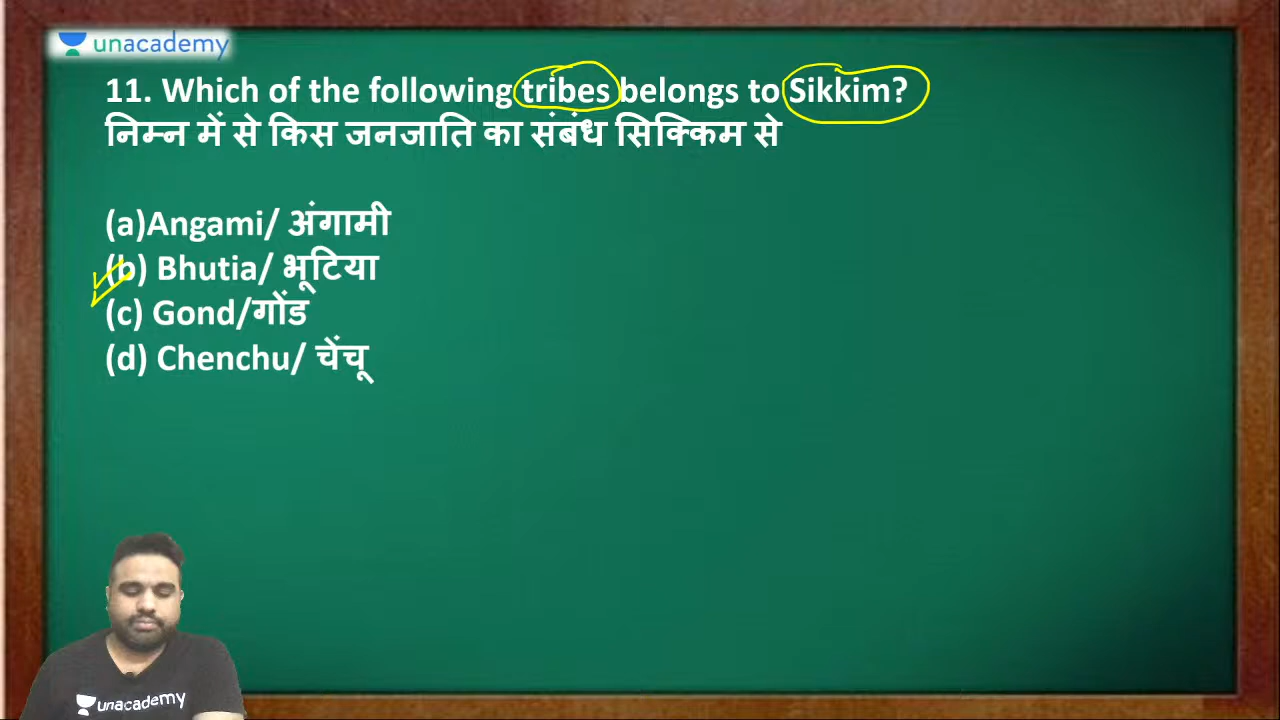 unacademy
11. Which of the following tribes belongs to Sikkim?
निम्न में से किस जनजाति का संबंध सिक्किम से
(a)Angami/ अंगामी
(b) Bhutia/ भूटिया
(c) Gond/गोंड
(d) Chenchu/ चेंचू
unacademy